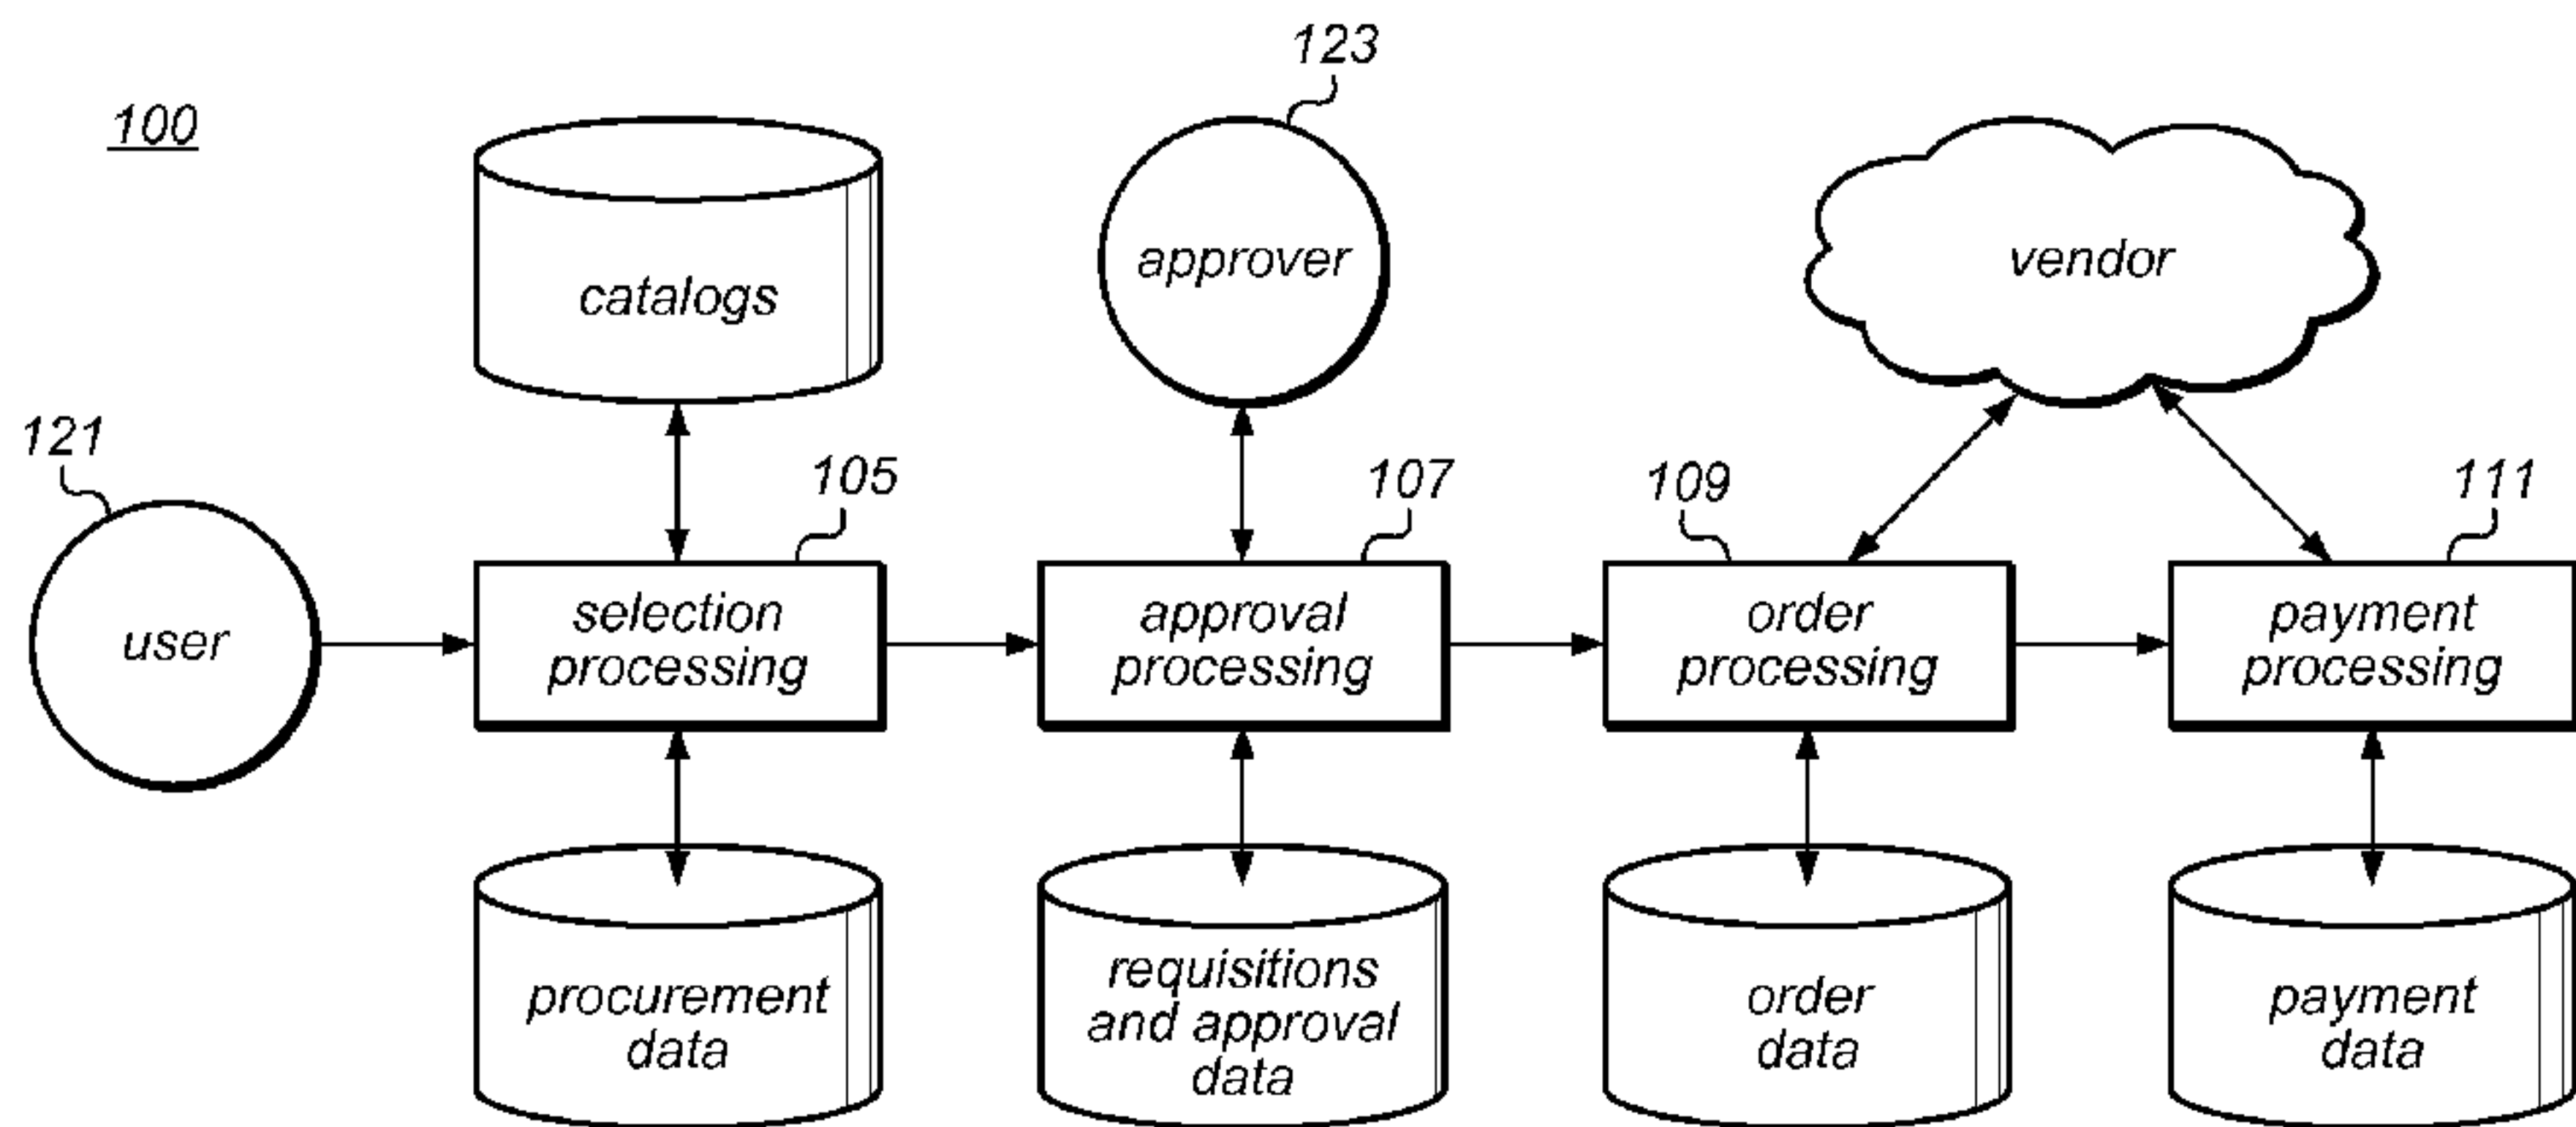 123
100
catalogs
approver
vendor
121
105
107
109
111
user
selection
processing
approval
processing
order
processing
payment
processing
procurement
data
requisitions
and approval
data
order
data
payment
data